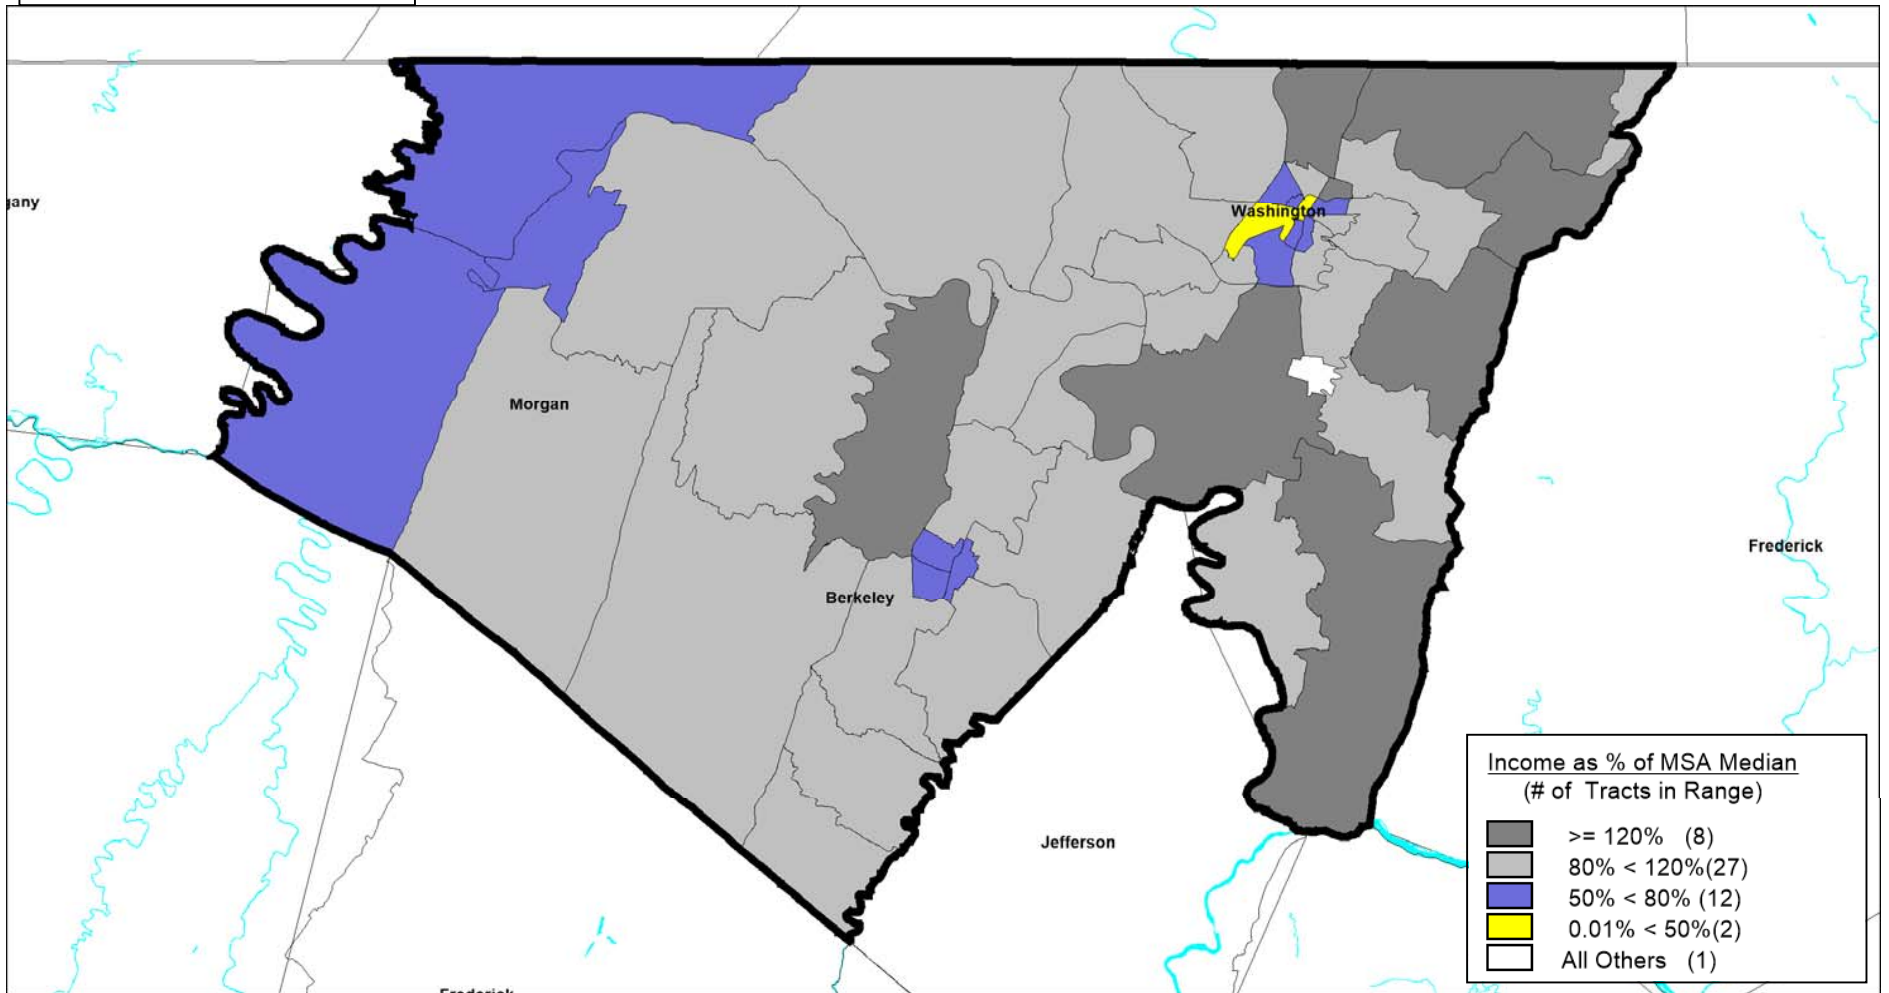 gany
Washington
Morgan
Frederick
Berkeley
Jefferson
Income as % of MSA Median
(# of Tracts in Range)
>= 120% (8)
80% < 120%(27)
50% < 80% (12)
0.01% < 50%(2)
All Others (1)
Frederick